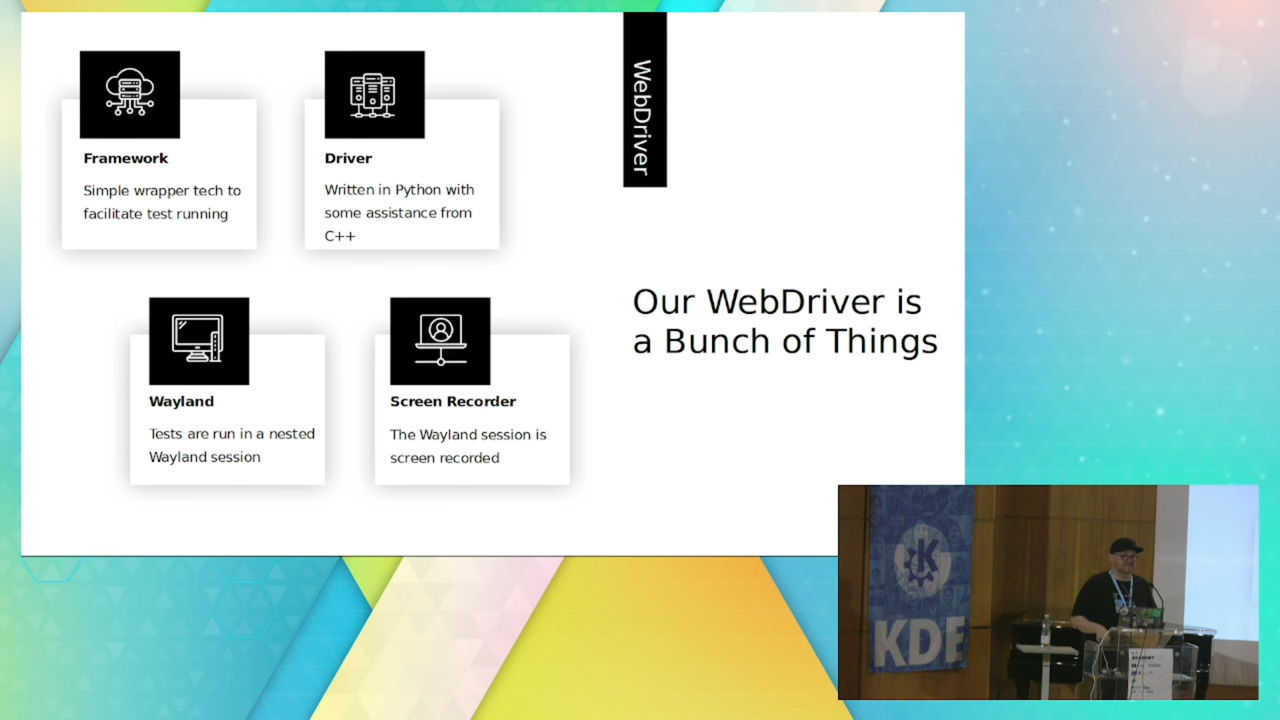 WebDriver
Framework
Simple wrapper tech to
facilitate test running
Driver
Written in Python with
some assistance from
C++
Wayland
Tests are run in a nested
Wayland session
Screen Recorder
The Wayland session is
screen recorded
Our WebDriver is
a Bunch of Things
K
KDE